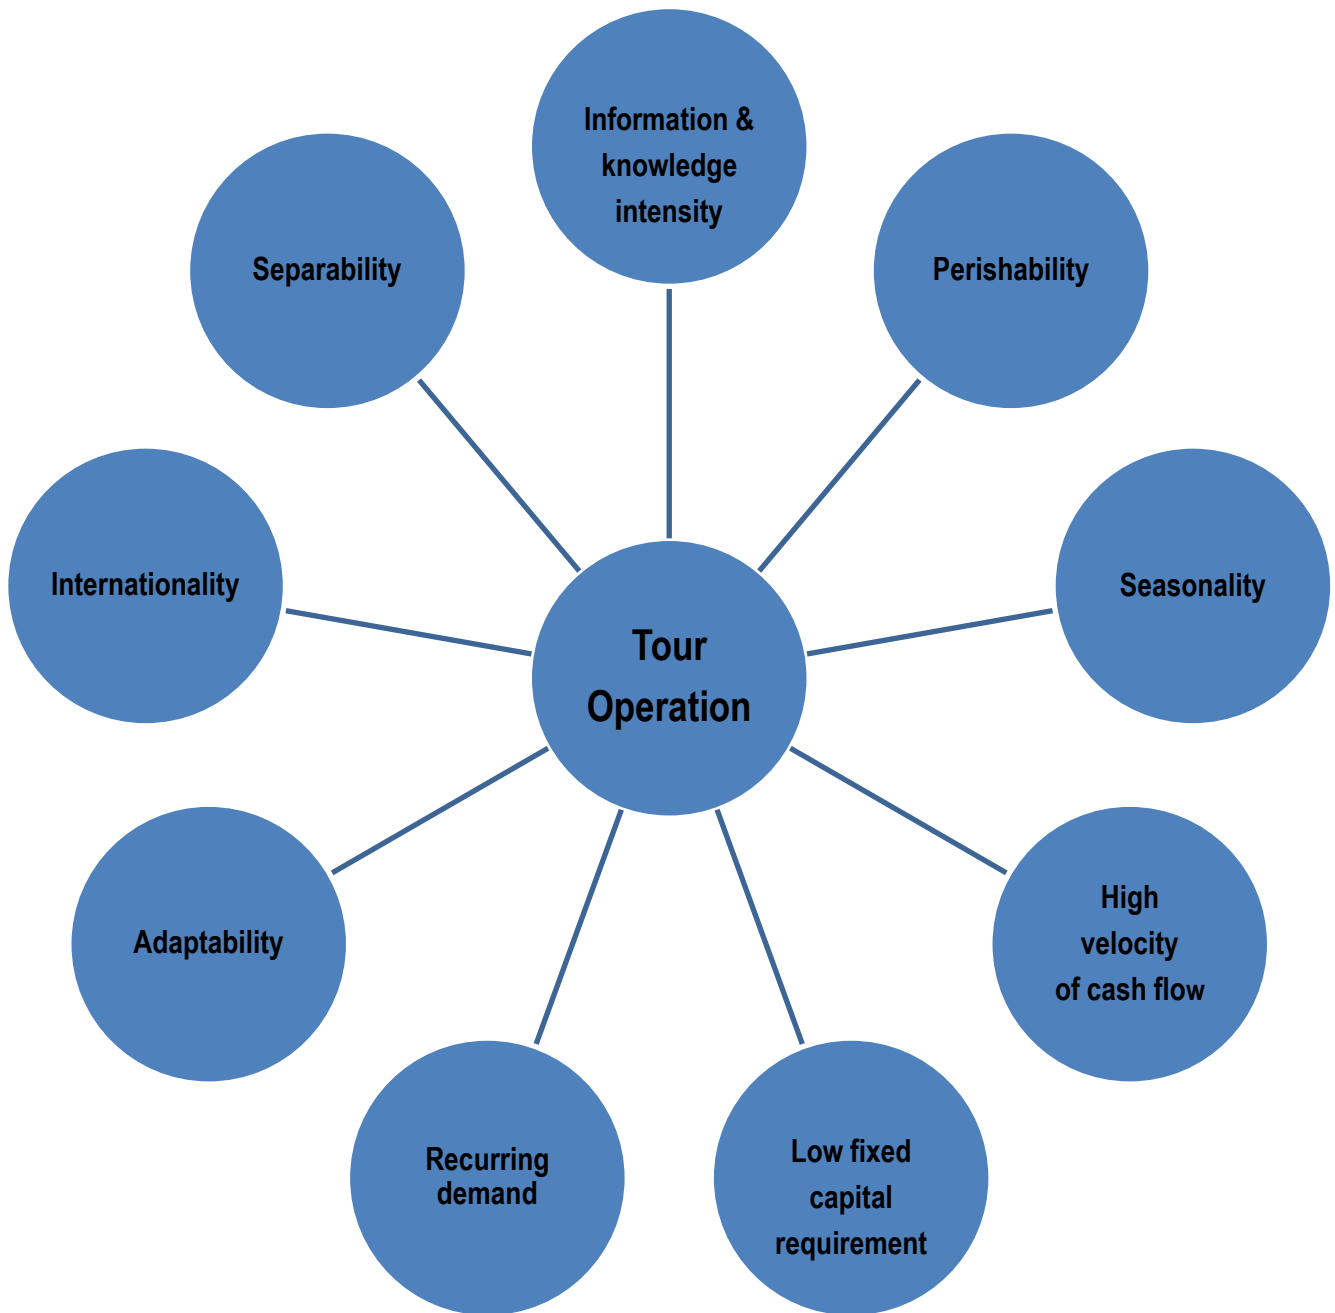 Information &
knowledge
intensity
Separability
Perishability
Internationality
Seasonality
Tour
Operation
High
velocity
of cash flow
Adaptability
Recurring
demand
Low fixed
capital
requirement